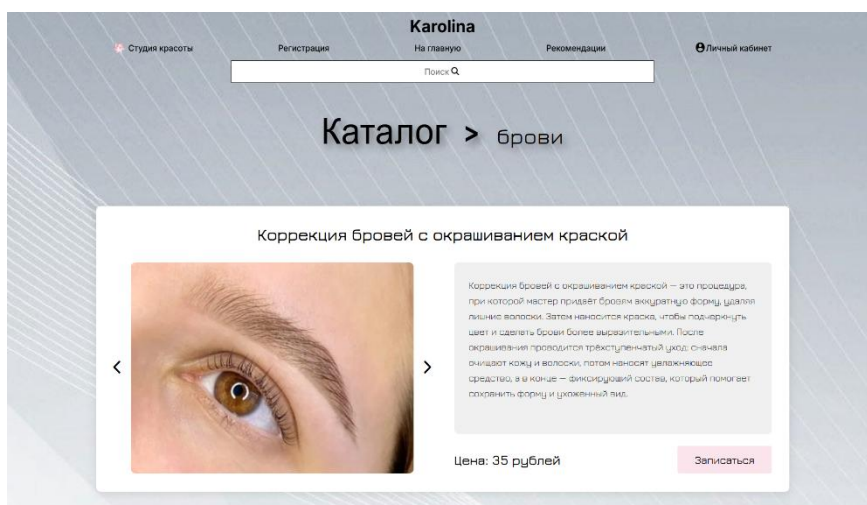 Karolina
Студия красоты Регистрация На главную Рекомендации Личный кабинет
Поиск
Каталог > брови
Коррекция бровей с окрашиванием краской
Коррекция бровей с окрашиванием краской — это процедура,
при которой мастер придаёт бровям аккуратную форму, удаляя
лишние волоски. Затем наносится краска, чтобы подчеркнуть
цвет и сделать брови более выразительными. После
окрашивания проводится трёхступенчатый уход: сначала
очищают кожу и волоски, потом наносят увлажняющее
средство, а в конце — фиксирующий состав, который помогает
сохранить форму и ухоженный вид.
Цена: 35 рублей
Записаться